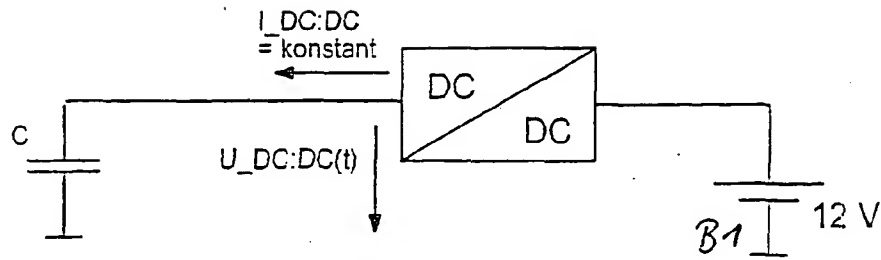 I_DC:DC
= konstant
DC
DC
C
U_DC:DC(t)
12 V
B1